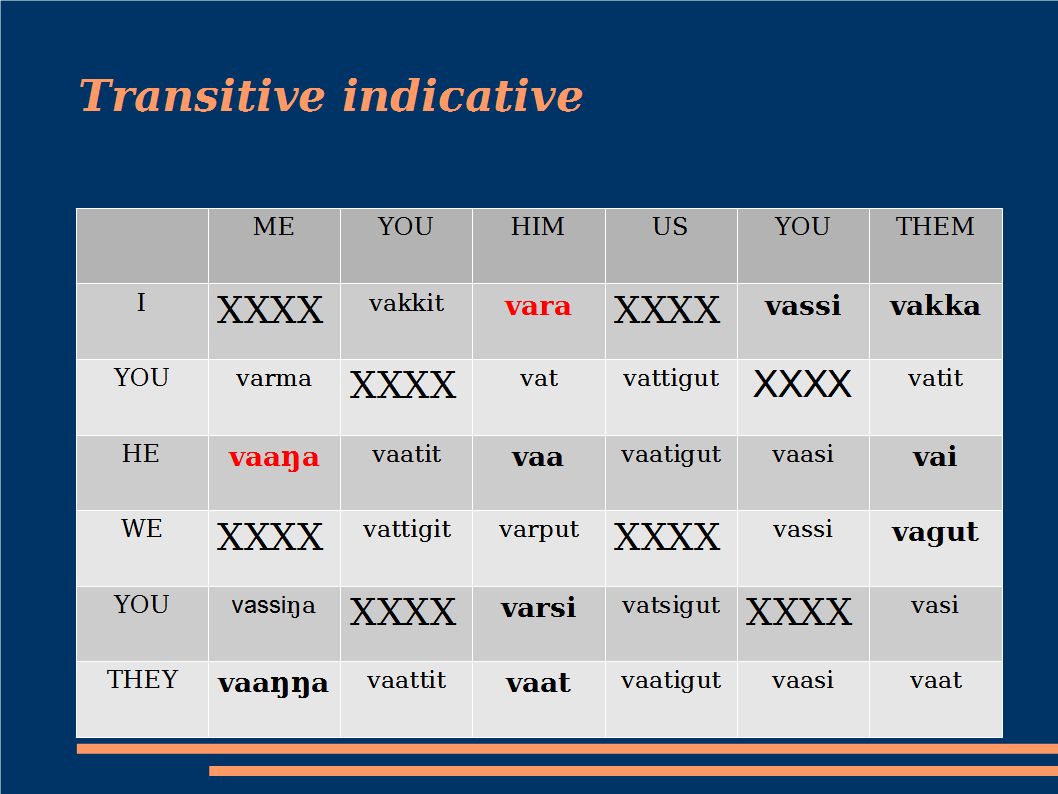 Transitive indicative
ME YOU HIM US YOU THEM
I XXXX vakkit vara XXXX vassi vakka
YOU varma XXXX vat vattigut XXXX vatit
HE vaaŋa vaatit vaa vaatigut vaasi vai
WE XXXX vattigit varput XXXX vassi vagut
YOU vassiŋa XXXX varsi vatsigut XXXX vasi
THEY vaaŋŋa vaattit vaat vaatigut vaasi vaat